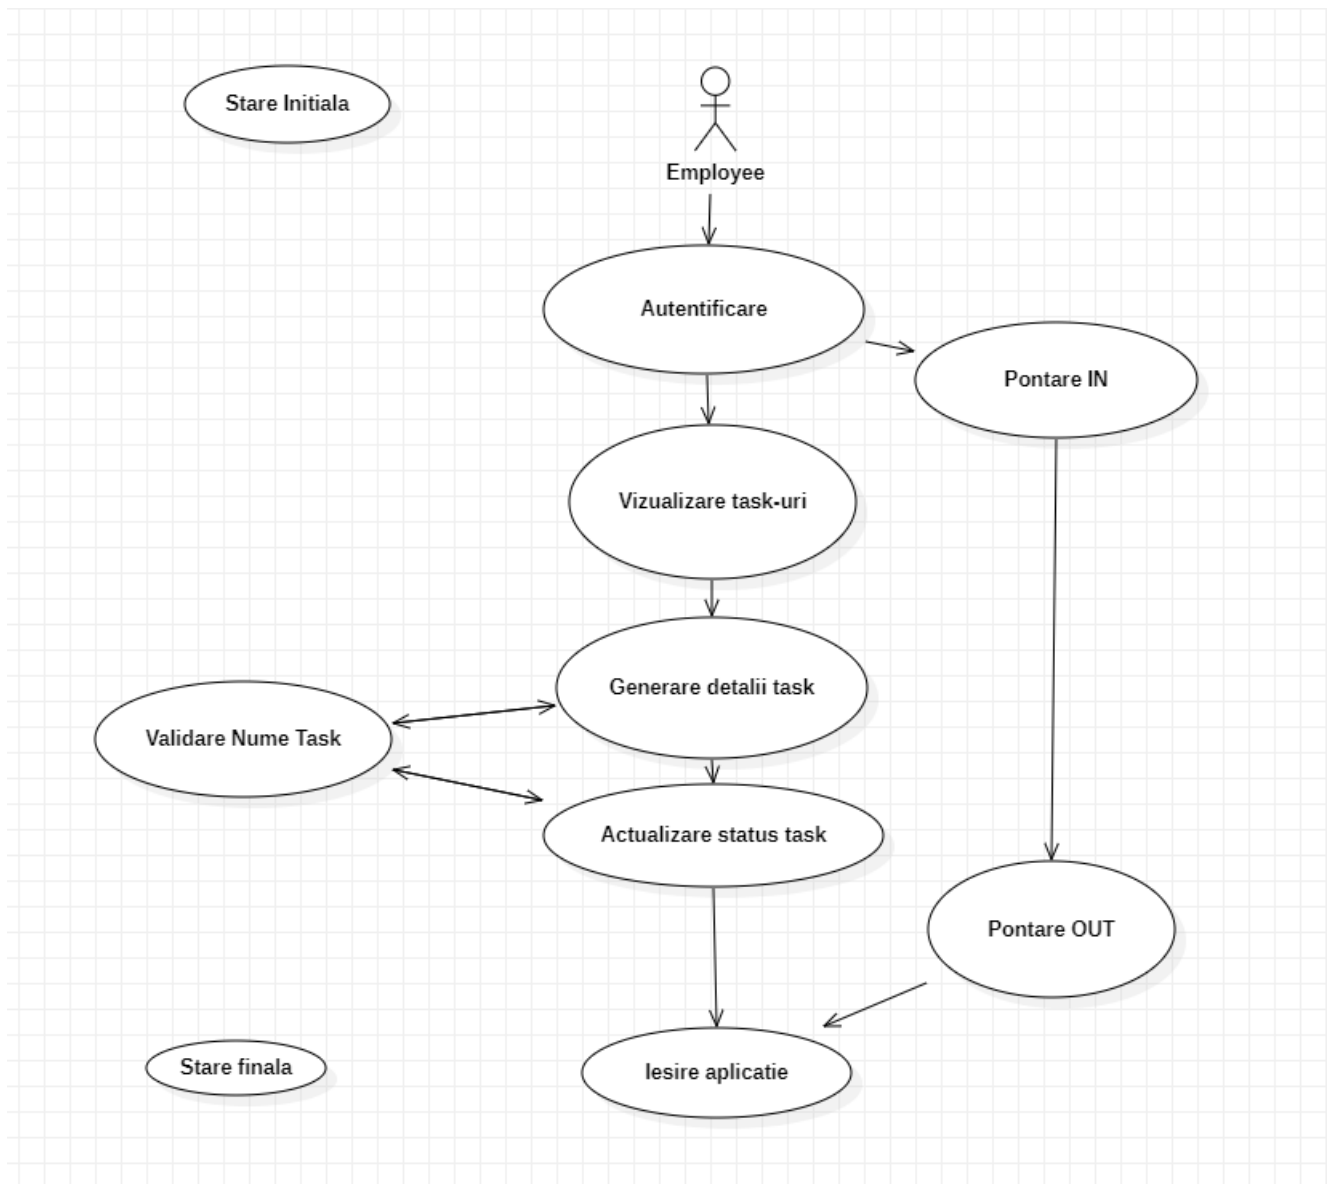 Stare Initiala
Employee
Autentificare
Pontare IN
Vizualizare task-uri
Generare detalii task
Validare Nume Task
Actualizare status task
Pontare OUT
Stare finala
Iesire aplicatie